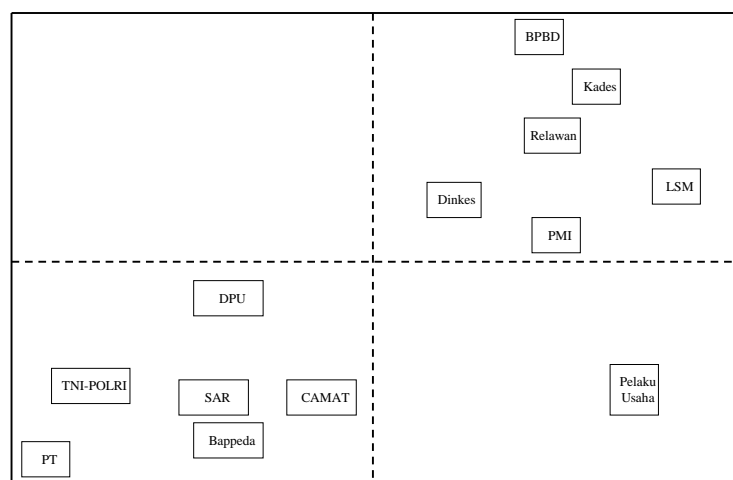 BPBD
Kades
Relawan
LSM
Dinkes
PMI
DPU
TNI-POLRI
SAR
CAMAT
Pelaku
Usaha
Bappeda
PT